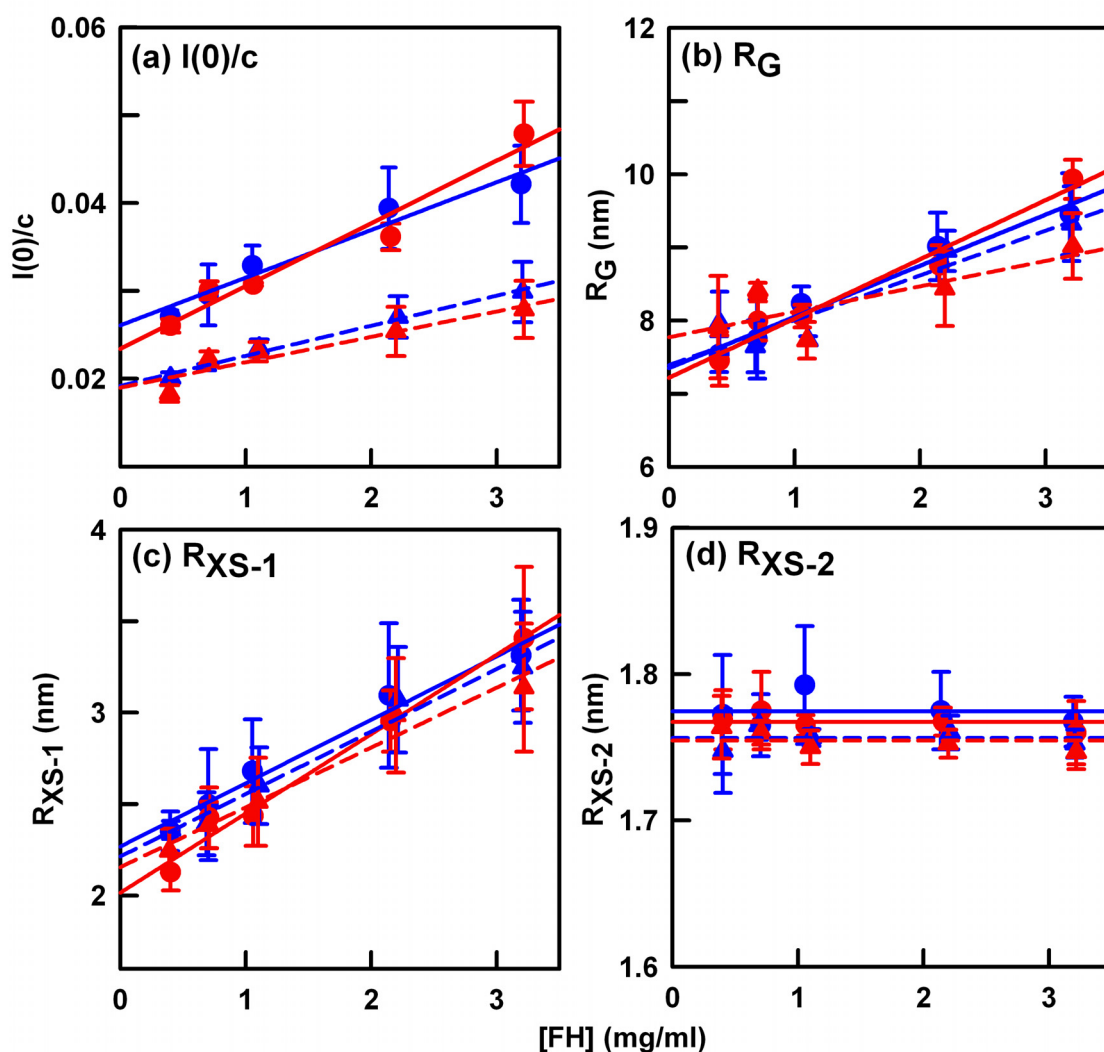 (a) I(0)/c
I(0)/c
0.06
0.04
0.02
0 1 2 3
(b) RG
RG (nm)
12
10
8
6
0 1 2 3
(c) RXS-1
RXS-1 (nm)
4
3
2
0 1 2 3
(d) RXS-2
RXS-2 (nm)
1.9
1.8
1.7
1.6
0 1 2 3
[FH] (mg/ml)